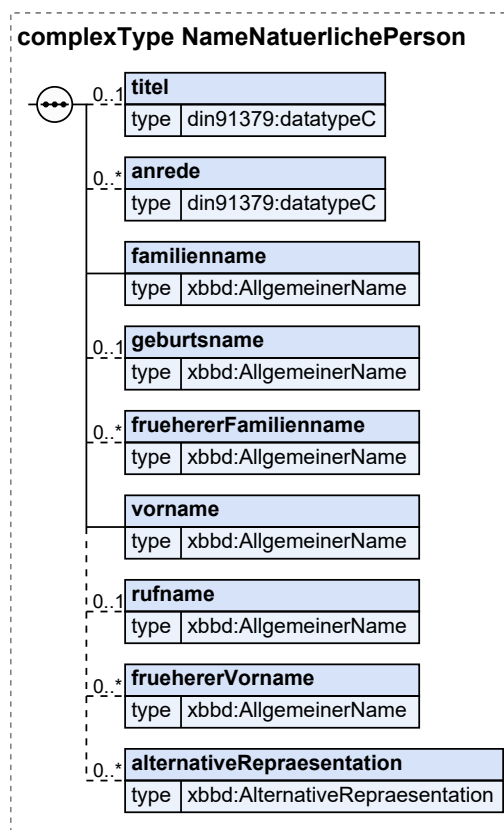 complexType NameNatuerlichePerson
0..1 titel
type din91379:datatypeC
0..* anrede
type din91379:datatypeC
familienname
type xbbd:AllgemeinerName
0..1 geburtsname
type xbbd:AllgemeinerName
0..* fruehererFamilienname
type xbbd:AllgemeinerName
vorname
type xbbd:AllgemeinerName
0..1 rufname
type xbbd:AllgemeinerName
0..* fruehererVorname
type xbbd:AllgemeinerName
0..* alternativeRepraesentation
type xbbd:AlternativeRepraesentation